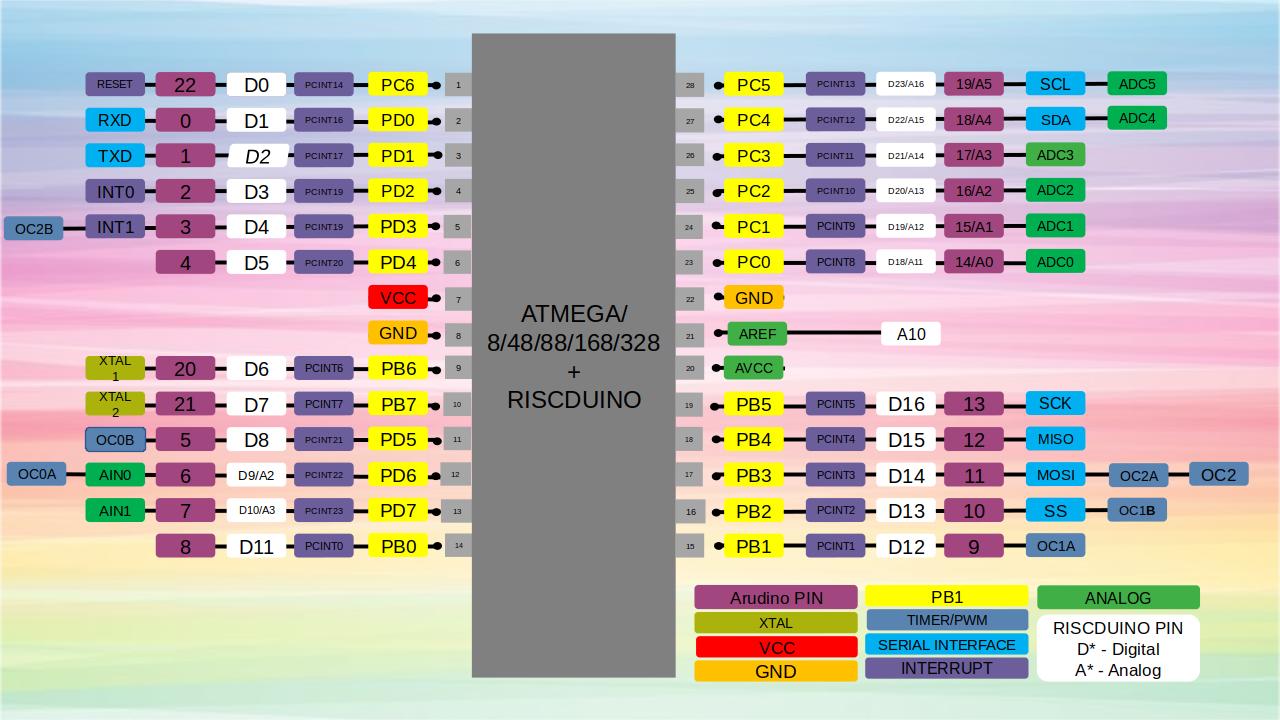 RESET 22 D0 PCINT14 PC6 1
RXD 0 D1 PCINT16 PD0 2
TXD 1 D2 PCINT17 PD1 3
INT0 2 D3 PCINT19 PD2 4
OC2B INT1 3 D4 PCINT19 PD3 5
4 D5 PCINT20 PD4 6
VCC 7
GND 8
XTAL
1
20 D6 PCINT6 PB6 9
XTAL
2
21 D7 PCINT7 PB7 10
OC0B 5 D8 PCINT21 PD5 11
OC0A AIN0 6 D9/A2 PCINT22 PD6 12
AIN1 7 D10/A3 PCINT23 PD7 13
8 D11 PCINT0 PB0 14
ATMEGA/
8/48/88/168/328
+
RISCDUINO
28 PC5 PCINT13 D23/A16 19/A5 SCL ADC5
27 PC4 PCINT12 D22/A15 18/A4 SDA ADC4
26 PC3 PCINT11 D21/A14 17/A3 ADC3
25 PC2 PCINT10 D20/A13 16/A2 ADC2
24 PC1 PCINT9 D19/A12 15/A1 ADC1
23 PC0 PCINT8 D18/A11 14/A0 ADC0
22 GND
21 AREF A10
20 AVCC
19 PB5 PCINT5 D16 13 SCK
18 PB4 PCINT4 D15 12 MISO
17 PB3 PCINT3 D14 11 MOSI OC2A OC2
16 PB2 PCINT2 D13 10 SS OC1B
15 PB1 PCINT1 D12 9 OC1A
Arudino PIN
XTAL
VCC
GND
PB1
TIMER/PWM
SERIAL INTERFACE
INTERRUPT
ANALOG
RISCDUINO PIN
D* - Digital
A* - Analog